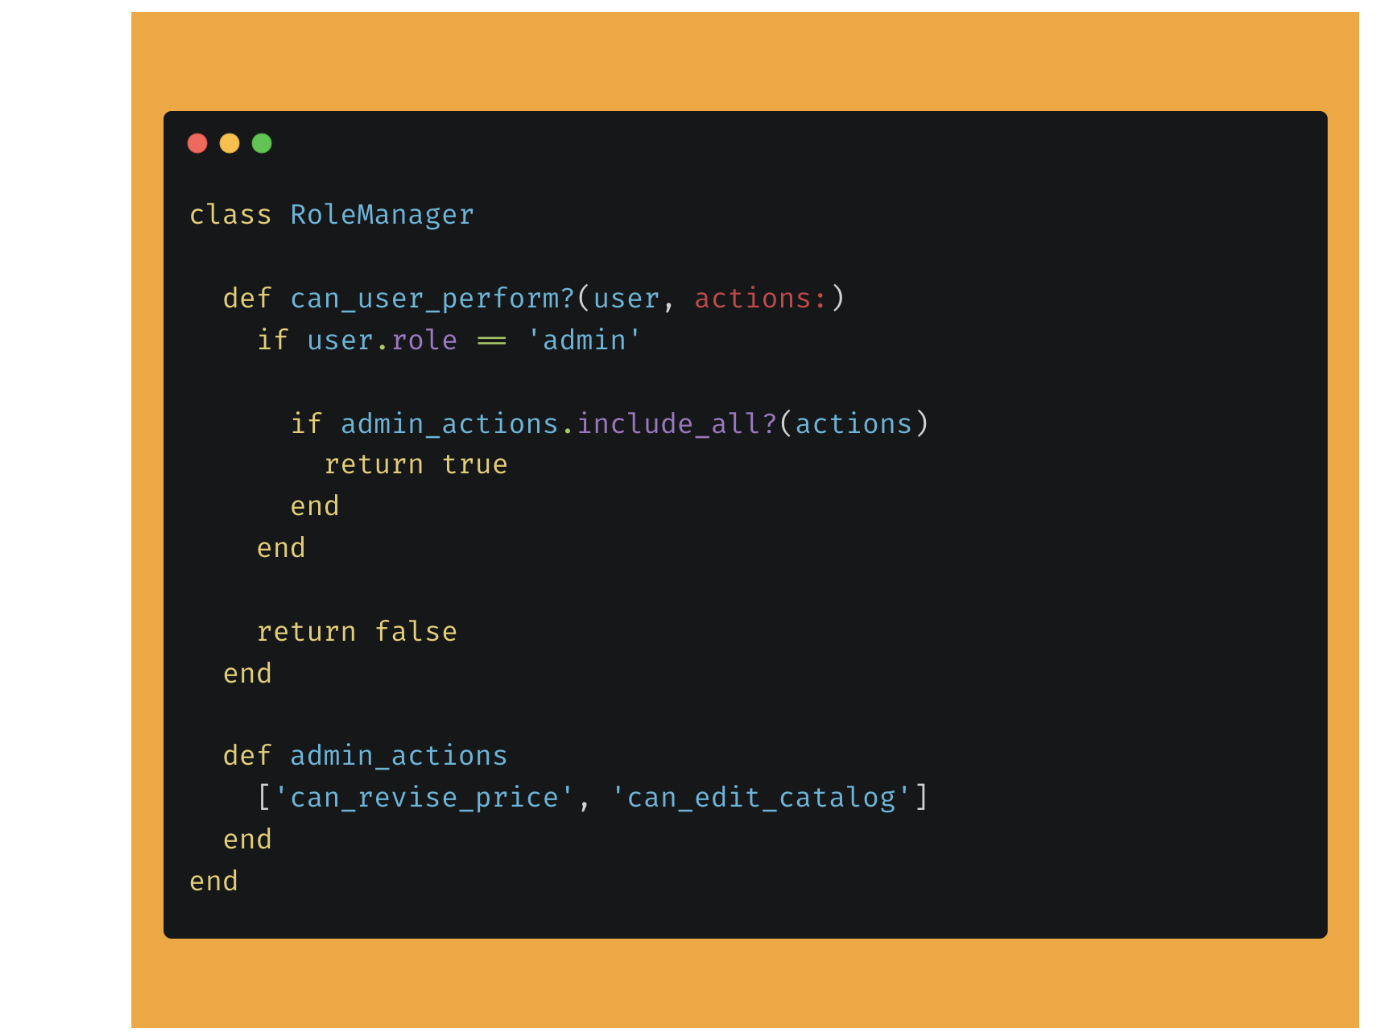 class RoleManager
def can_user_perform?(user, actions:)
if user.role == 'admin'
if admin_actions.include_all?(actions)
return true
end
end
return false
end
def admin_actions
['can_revise_price', 'can_edit_catalog']
end
end